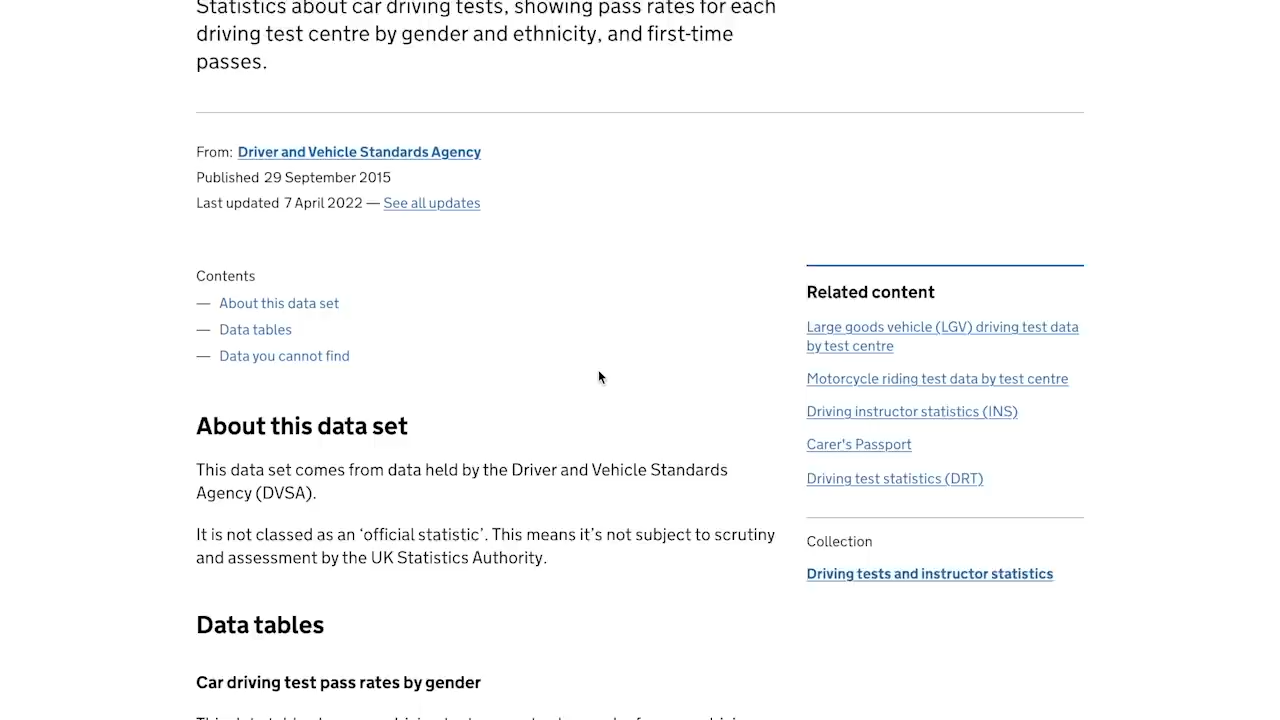 Statistics about car driving tests, showing pass rates for each
driving test centre by gender and ethnicity, and first-time
passes.
From: Driver and Vehicle Standards Agency
Published 29 September 2015
Last updated 7 April 2022 — See all updates
Contents
— About this data set
— Data tables
— Data you cannot find
About this data set
This data set comes from data held by the Driver and Vehicle Standards
Agency (DVSA).
It is not classed as an ‘official statistic’. This means it’s not subject to scrutiny
and assessment by the UK Statistics Authority.
Data tables
Car driving test pass rates by gender
Related content
Large goods vehicle (LGV) driving test data
by test centre
Motorcycle riding test data by test centre
Driving instructor statistics (INS)
Carer's Passport
Driving test statistics (DRT)
Collection
Driving tests and instructor statistics